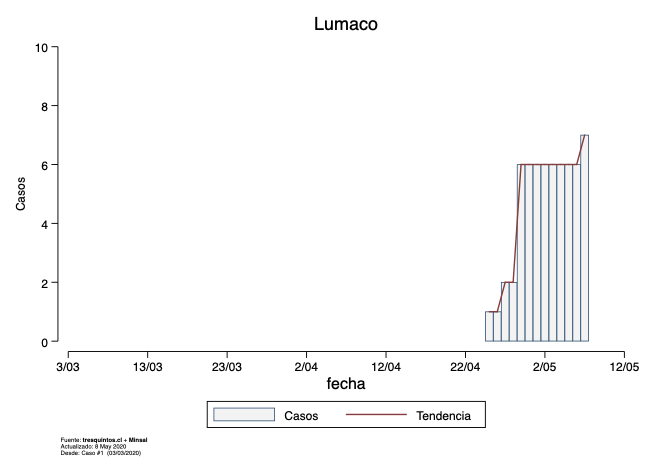 Lumaco
10
8
6
4
2
0
Casos
3/03 13/03 23/03 2/04 12/04 22/04 2/05 12/05
fecha
Casos Tendencia
Fuente: tresquintos.cl + Minsal
Actualizado: 8 May 2020
Desde: Caso #1 (03/03/2020)